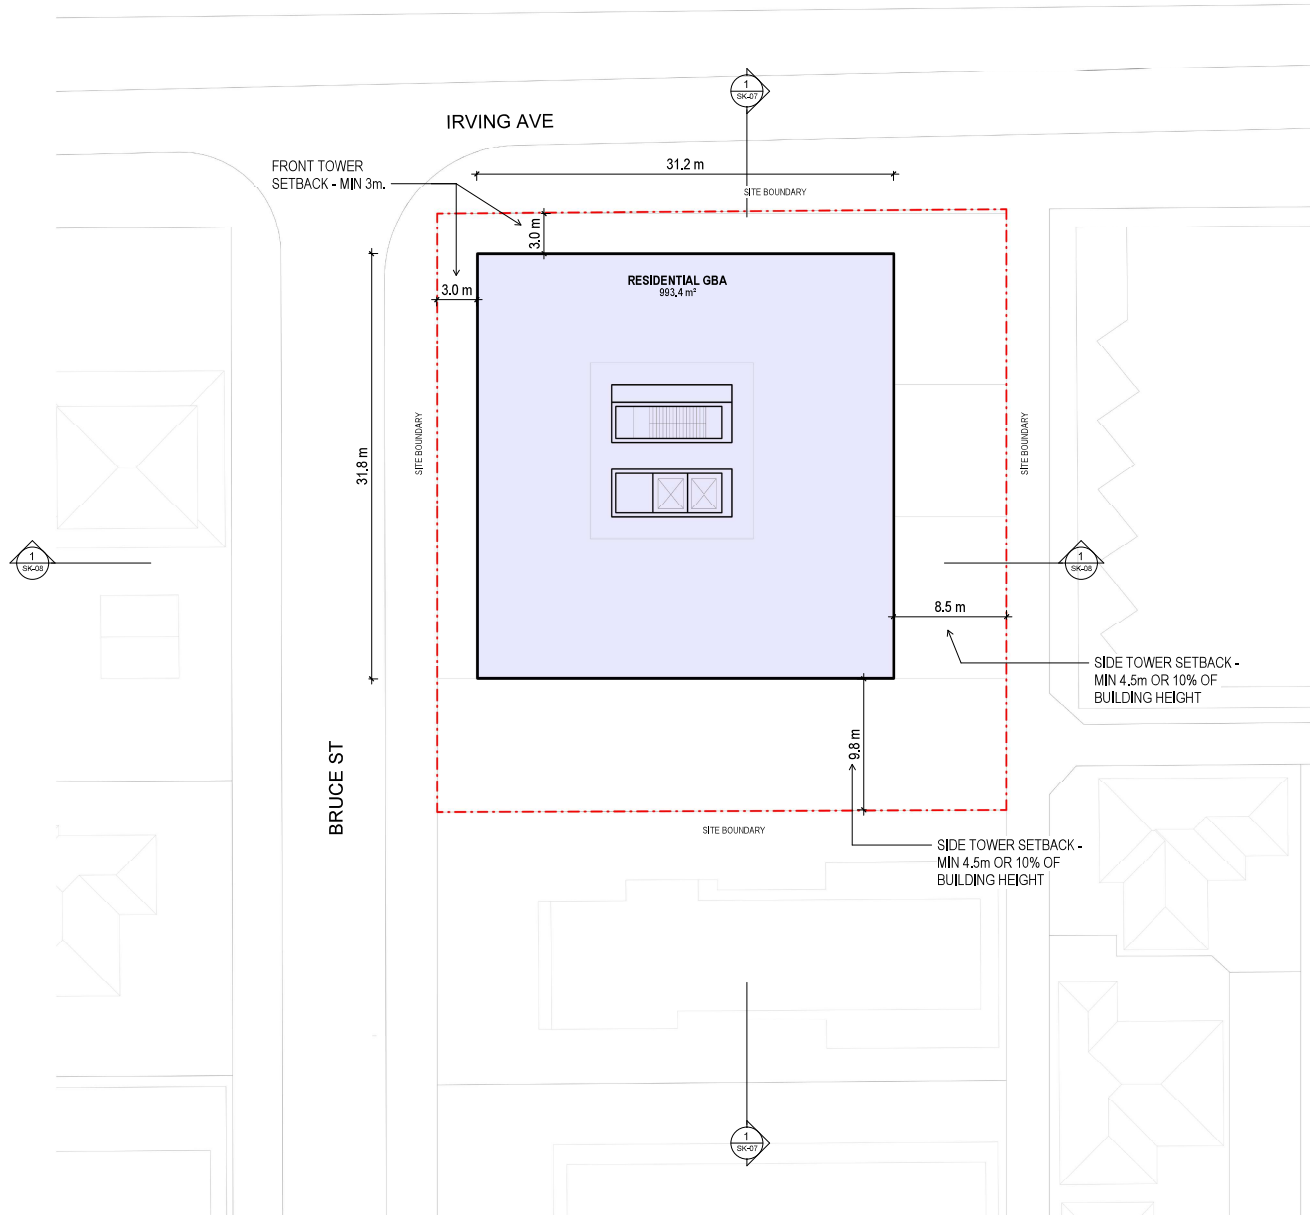 1
SK-07
IRVING AVE
FRONT TOWER
SETBACK - MIN 3m.
31.2 m
SITE BOUNDARY
3.0 m
RESIDENTIAL GBA
993.4 m²
3.0 m
31.8 m
SITE BOUNDARY
SITE BOUNDARY
1
SK-08
1
SK-08
8.5 m
SIDE TOWER SETBACK -
MIN 4.5m OR 10% OF
BUILDING HEIGHT
9.8 m
BRUCE ST
SITE BOUNDARY
SIDE TOWER SETBACK -
MIN 4.5m OR 10% OF
BUILDING HEIGHT
1
SK-07